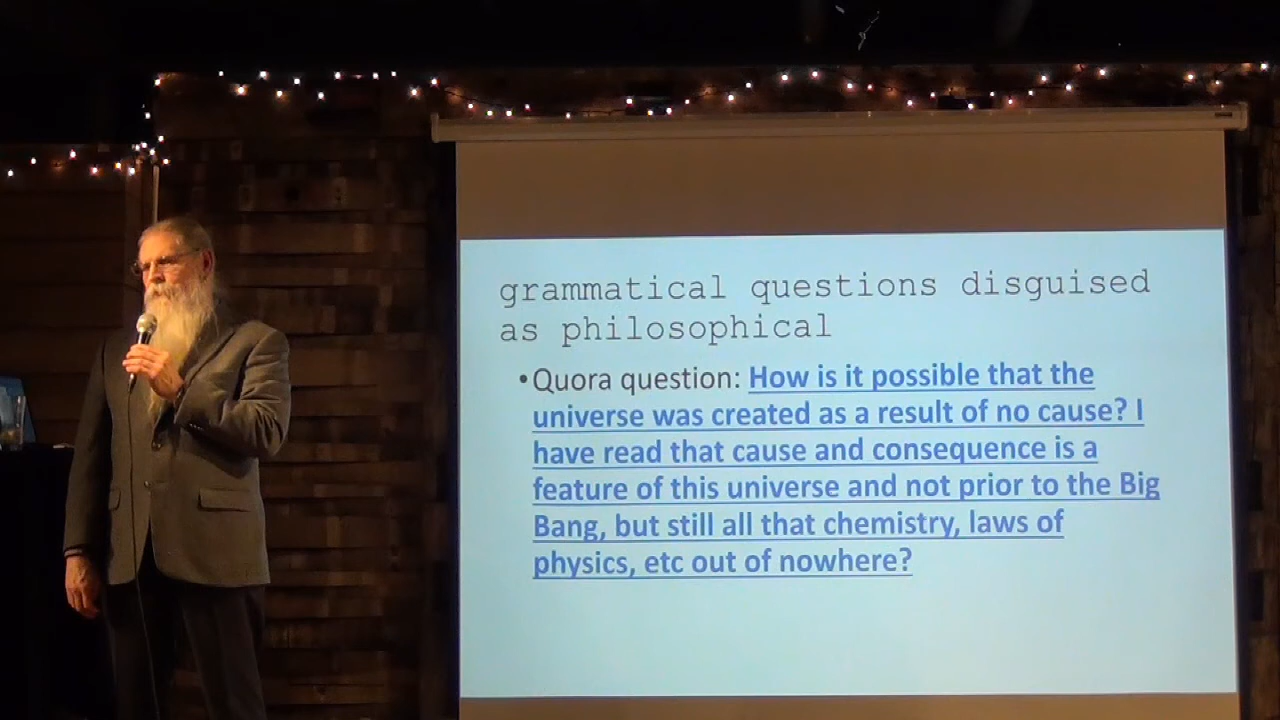 grammatical questions disguised
as philosophical
•Quora question: How is it possible that the
universe was created as a result of no cause? I
have read that cause and consequence is a
feature of this universe and not prior to the Big
Bang, but still all that chemistry, laws of
physics, etc out of nowhere?